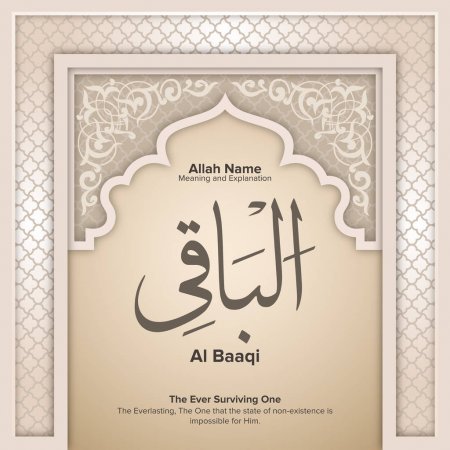 Allah Name
Meaning and Explanation
اَلْبَاقِي
Al Baaqi
The Ever Surviving One
The Everlasting, The One that the state of non-existence is
impossible for Him.